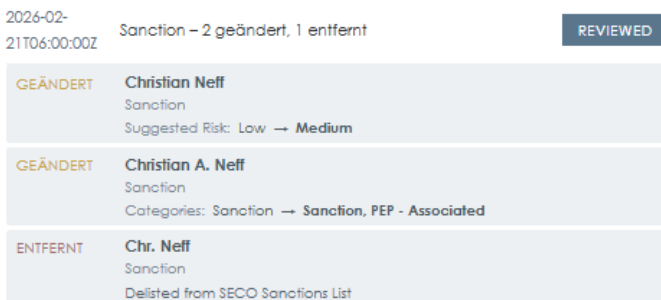 2026-02-
21T06:00:00Z
Sanction – 2 geändert, 1 entfernt
REVIEWED
GEÄNDERT
Christian Neff
Sanction
Suggested Risk: Low → Medium
GEÄNDERT
Christian A. Neff
Sanction
Categories: Sanction → Sanction, PEP - Associated
ENTFERNT
Chr. Neff
Sanction
Delisted from SECO Sanctions List